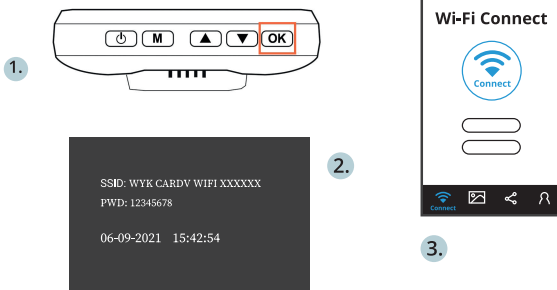 1.
M
OK
2.
SSID: WYK CARDV WIFI XXXXXX
PWD: 12345678
06-09-2021 15:42:54
Wi-Fi Connect
Connect
Connect
3.